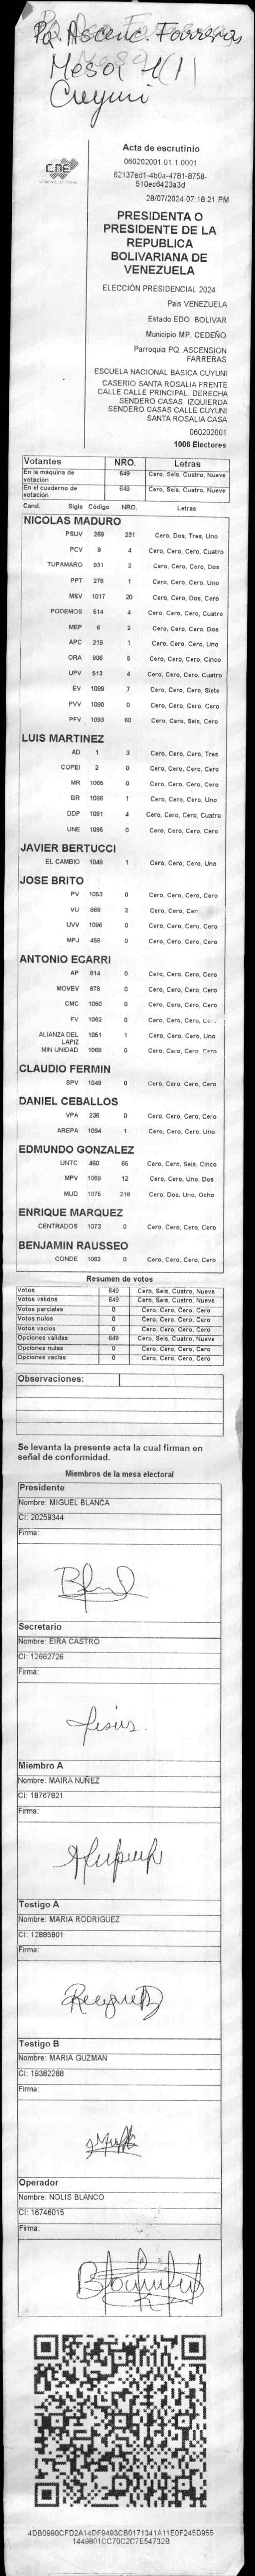 Pq. Ascenc. Farreras
Mesa 1(1)
Cuyuni
CNE
Acta de escrutinio
060202001.01.1.0001
62137ed1-4b0a-4781-8758-
510ec6423a3d
28/07/2024 07:18:21 PM
PRESIDENTA O
PRESIDENTE DE LA
REPUBLICA
BOLIVARIANA DE
VENEZUELA
ELECCIÓN PRESIDENCIAL 2024
Pais VENEZUELA
Estado EDO. BOLIVAR
Municipio MP. CEDEÑO
Parroquia PQ. ASCENSION
FARRERAS
ESCUELA NACIONAL BASICA CUYUNI
CASERIO SANTA ROSALIA FRENTE
CALLE CALLE PRINCIPAL. DERECHA
SENDERO CASAS. IZQUIERDA
SENDERO CASAS CALLE CUYUNI
SANTA ROSALIA CASA
060202001
1006 Electores
Votantes NRO. Letras
En la máquina de votación 649 Cero, Seis, Cuatro, Nueve
En el cuaderno de votación 649 Cero, Seis, Cuatro, Nueve
Cand. Sigla Código NRO. Letras
NICOLAS MADURO
PSUV 269 231 Cero, Dos, Tres, Uno
PCV 9 4 Cero, Cero, Cero, Cuatro
TUPAMARO 931 2 Cero, Cero, Cero, Dos
PPT 276 1 Cero, Cero, Cero, Uno
MSV 1017 20 Cero, Cero, Dos, Cero
PODEMOS 514 4 Cero, Cero, Cero, Cuatro
MEP 6 2 Cero, Cero, Cero, Dos
APC 219 1 Cero, Cero, Cero, Uno
ORA 906 5 Cero, Cero, Cero, Cinco
UPV 513 4 Cero, Cero, Cero, Cuatro
EV 1089 7 Cero, Cero, Cero, Siete
PVV 1090 0 Cero, Cero, Cero, Cero
PFV 1093 60 Cero, Cero, Seis, Cero
LUIS MARTINEZ
AD 1 3 Cero, Cero, Cero, Tres
COPEI 2 0 Cero, Cero, Cero, Cero
MR 1065 0 Cero, Cero, Cero, Cero
BR 1066 1 Cero, Cero, Cero, Uno
DDP 1091 4 Cero, Cero, Cero, Cuatro
UNE 1095 0 Cero, Cero, Cero, Cero
JAVIER BERTUCCI
EL CAMBIO 1048 1 Cero, Cero, Cero, Uno
JOSE BRITO
PV 1053 0 Cero, Cero, Cero, Cero
VU 868 2 Cero, Cero, Cer
UVV 1096 0 Cero, Cero, Cero, Cero
MPJ 456 0 Cero, Cero, Cero, Cero
ANTONIO ECARRI
AP 914 0 Cero, Cero, Cero, Cero
MOVEV 878 0 Cero, Cero, Cero, Cero
CMC 1050 0 Cero, Cero, Cero, Cero
FV 1062 0 Cero, Cero, Cero,
ALIANZA DEL LAPIZ 1051 1 Cero, Cero, Cero, Uno
MIN UNIDAD 1069 0 Cero, Cero, Cero, Cero
CLAUDIO FERMIN
SPV 1049 0 Cero, Cero, Cero, Cero
DANIEL CEBALLOS
VPA 236 0 Cero, Cero, Cero, Cero
AREPA 1094 1 Cero, Cero, Cero, Uno
EDMUNDO GONZALEZ
UNTC 460 65 Cero, Cero, Seis, Cinco
MPV 1069 12 Cero, Cero, Uno, Dos
MUD 1075 218 Cero, Dos, Uno, Ocho
ENRIQUE MARQUEZ
CENTRADOS 1073 0 Cero, Cero, Cero, Cero
BENJAMIN RAUSSEO
CONDE 1082 0 Cero, Cero, Cero, Cero
Resumen de votos
Votos 649 Cero, Seis, Cuatro, Nueve
Votos válidos 649 Cero, Seis, Cuatro, Nueve
Votos parciales 0 Cero, Cero, Cero, Cero
Votos nulos 0 Cero, Cero, Cero, Cero
Votos vacíos 0 Cero, Cero, Cero, Cero
Opciones validas 649 Cero, Seis, Cuatro, Nueve
Opciones nulas 0 Cero, Cero, Cero, Cero
Opciones vacías 0 Cero, Cero, Cero, Cero
Observaciones:
Se levanta la presente acta la cual firman en
señal de conformidad.
Miembros de la mesa electoral
Presidente
Nombre: MIGUEL BLANCA
CI: 20259344
Firma:
Secretario
Nombre: EIRA CASTRO
CI: 12662726
Firma:
Miembro A
Nombre: MAIRA NUÑEZ
CI: 18767821
Firma:
Testigo A
Nombre: MARIA RODRIGUEZ
CI: 12885801
Firma:
Testigo B
Nombre: MARIA GUZMAN
CI: 19382288
Firma:
Operador
Nombre: NOLIS BLANCO
CI: 16746015
Firma:
4DB0990CFD2A14DF9493CB0171341A11E0F245D955
1449801CC79C2C7E54732B